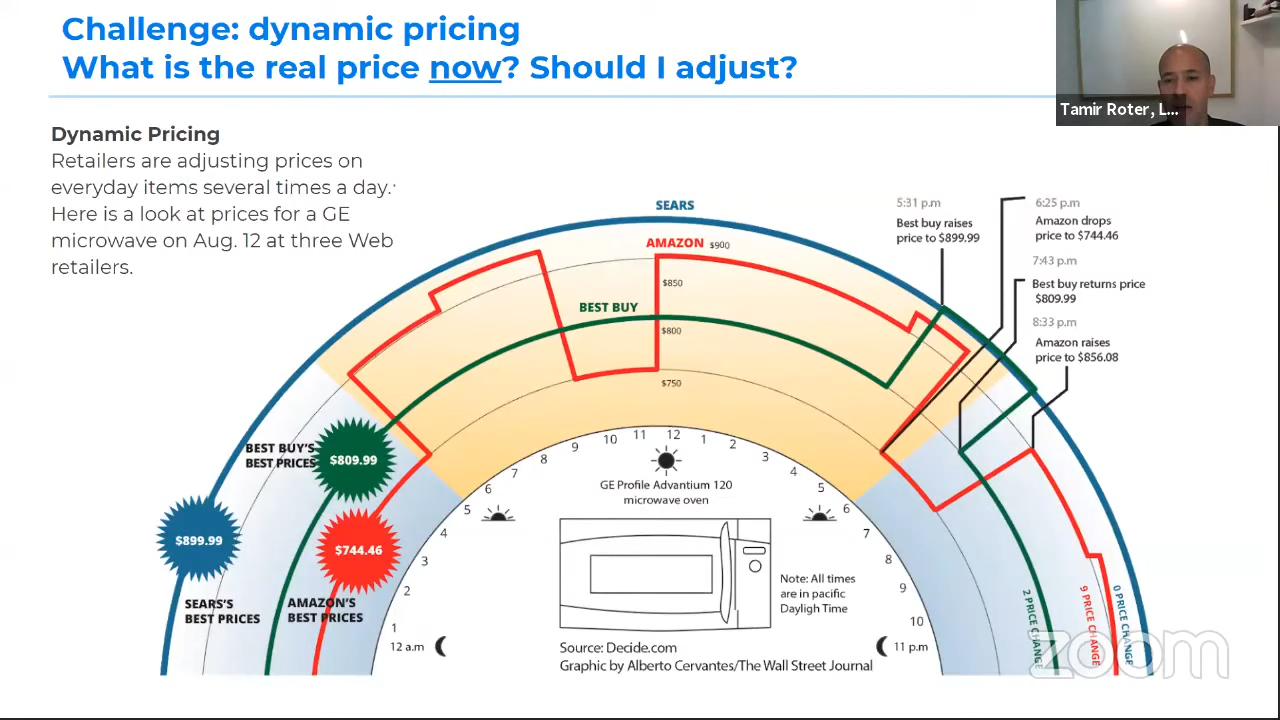 Challenge: dynamic pricing
What is the real price now? Should I adjust?
Tamir Roter, L...
Dynamic Pricing
Retailers are adjusting prices on
everyday items several times a day.
Here is a look at prices for a GE
microwave on Aug. 12 at three Web
retailers.
SEARS
AMAZON $900
$850
BEST BUY
$800
$750
5:31 p.m
Best buy raises
price to $899.99
6:25 p.m
Amazon drops
price to $744.46
7:43 p.m
Best buy returns price
$809.99
8:33 p.m
Amazon raises
price to $856.08
BEST BUY'S
BEST PRICES
$809.99
$899.99
$744.46
SEARS'S
BEST PRICES
AMAZON'S
BEST PRICES
12 a.m
1
2
3
4
5
6
7
8
9
10
11
12
1
2
3
4
5
6
7
8
9
10
11 p.m
GE Profile Advantium 120
microwave oven
Note: All times
are in pacific
Dayligh Time
Source: Decide.com
Graphic by Alberto Cervantes/The Wall Street Journal
2 PRICE CHANGE
9 PRICE CHANGE
0 PRICE CHANGE
zoom